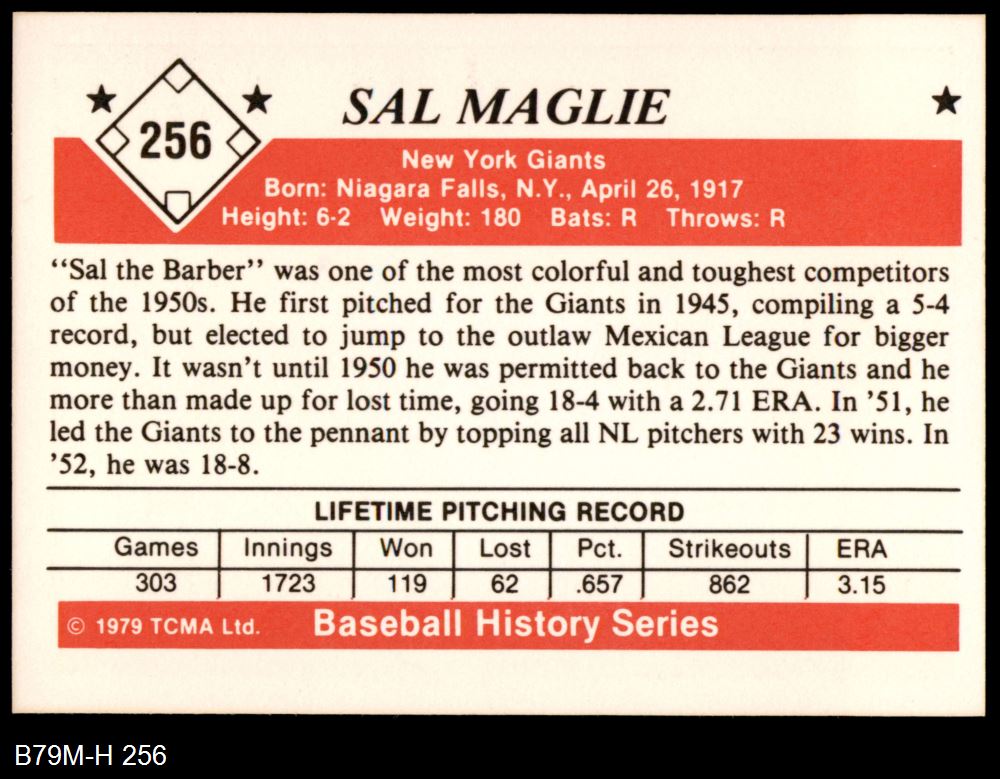 256
SAL MAGLIE
New York Giants
Born: Niagara Falls, N.Y., April 26, 1917
Height: 6-2 Weight: 180 Bats: R Throws: R
“Sal the Barber” was one of the most colorful and toughest competitors
of the 1950s. He first pitched for the Giants in 1945, compiling a 5-4
record, but elected to jump to the outlaw Mexican League for bigger
money. It wasn’t until 1950 he was permitted back to the Giants and he
more than made up for lost time, going 18-4 with a 2.71 ERA. In ’51, he
led the Giants to the pennant by topping all NL pitchers with 23 wins. In
’52, he was 18-8.
LIFETIME PITCHING RECORD
Games Innings Won Lost Pct. Strikeouts ERA
303 1723 119 62 .657 862 3.15
© 1979 TCMA Ltd. Baseball History Series
B79M-H 256